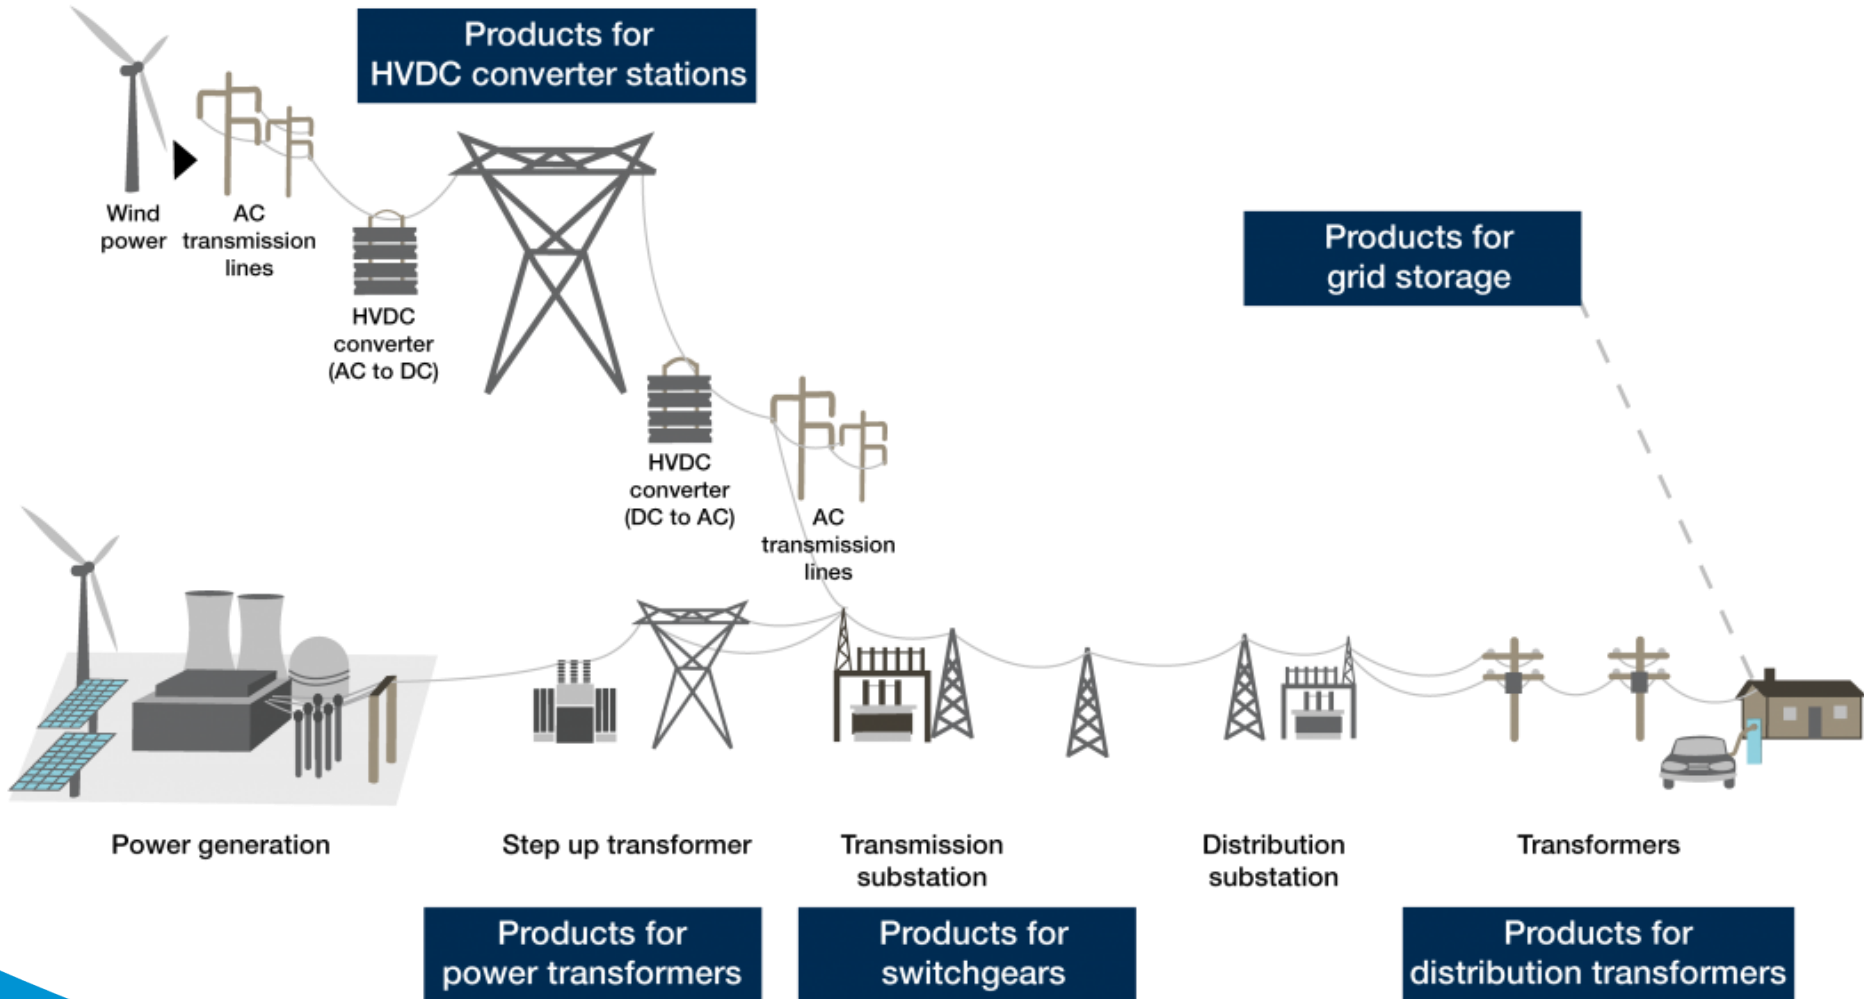 Products for
HVDC converter stations
Wind
power
AC
transmission
lines
HVDC
converter
(AC to DC)
Products for
grid storage
HVDC
converter
(DC to AC)
AC
transmission
lines
Power generation
Step up transformer
Transmission
substation
Distribution
substation
Transformers
Products for
power transformers
Products for
switchgears
Products for
distribution transformers